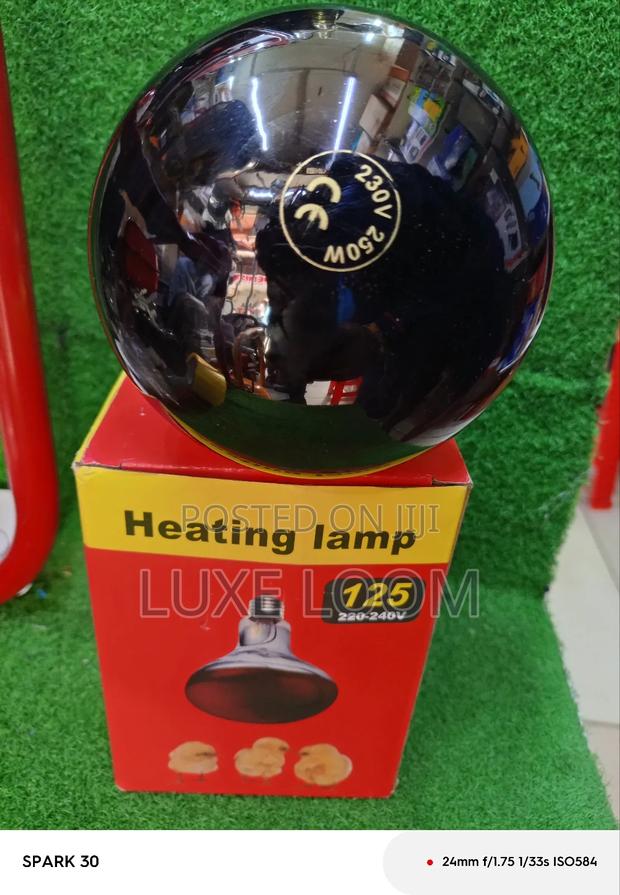 230V 250W
CE
POSTED ON JIJI
Heating lamp
LUXE LOOM
125
220-240V
SPARK 30
24mm f/1.75 1/33s ISO584